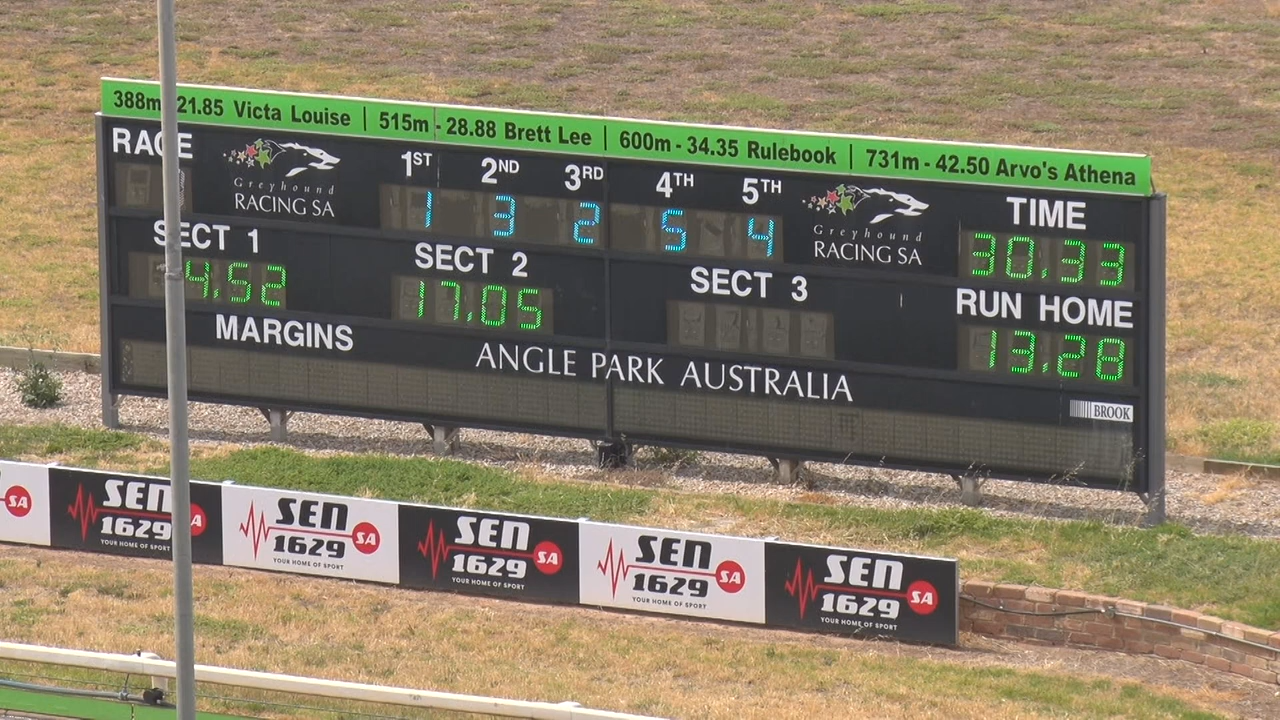 388m 21.85 Victa Louise | 515m - 28.88 Brett Lee | 600m - 34.35 Rulebook | 731m - 42.50 Arvo's Athena
RACE
Greyhound
RACING SA
1ST 2ND 3RD 4TH 5TH
1 3 2 5 4
Greyhound
RACING SA
TIME
30.33
SECT 1
4.52
SECT 2
17.05
SECT 3
RUN HOME
13.28
MARGINS
ANGLE PARK AUSTRALIA
BROOK
SA
SEN
1629 A
YOUR HOME OF SPORT
SEN
1629 SA
YOUR HOME OF SPORT
SEN
1629 SA
YOUR HOME OF SPORT
SEN
1629 SA
YOUR HOME OF SPORT
SEN
1629 SA
YOUR HOME OF SPORT